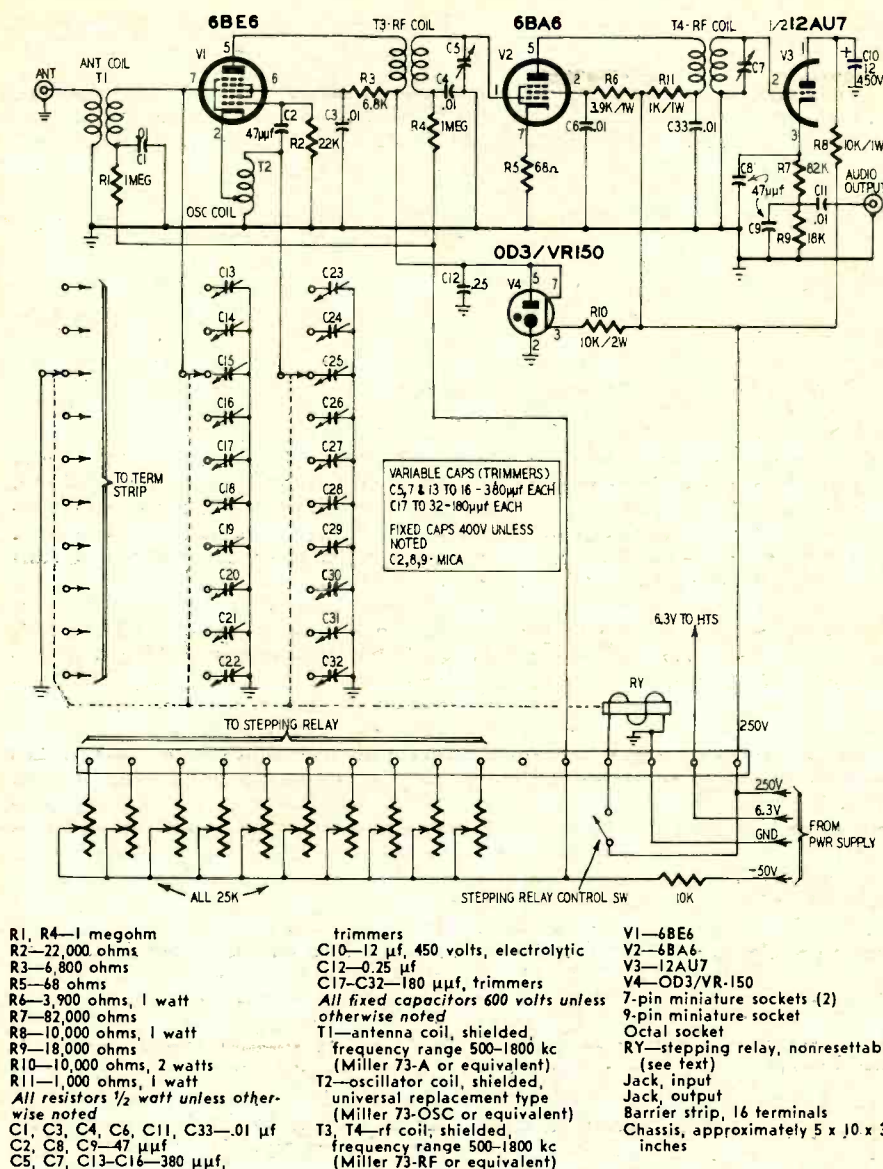 6BE6
T3-RF COIL
6BA6
T4-RF COIL
1/2 12AU7
ANT
ANT COIL
T1
V1
5
7
6
2
R3
6.8K
C5
C4
.01
V2
5
1
2
7
R6
3.9K/1W
R11
1K/1W
C7
V3
1
2
3
+
C10
12
450V
.01
C1
R1
1MEG
C2
47µµf
R2
22K
C3
.01
T2
OSC COIL
R4
1MEG
R5
68Ω
C6
.01
C33
.01
R8
10K/1W
C8
47µµf
R7
82K
C11
.01
AUDIO
OUTPUT
C9
R9
18K
OD3/VR150
C12
.25
V4
5
7
3
2
R10
10K/2W
C13
C23
C14
C24
C15
C25
C16
C26
C17
C27
C18
C28
C19
C29
C20
C30
C21
C31
C22
C32
TO TERM
STRIP
VARIABLE CAPS (TRIMMERS)
C5,7 & 13 TO 16 - 380µµf EACH
C17 TO 32-180µµf EACH
FIXED CAPS 400V UNLESS
NOTED
C2,8,9- MICA
6.3V TO HTS
RY
TO STEPPING RELAY
250V
250V
6.3V
GND
-50V
FROM
PWR SUPPLY
ALL 25K
STEPPING RELAY CONTROL SW
10K
R1, R4—1 megohm
R2—22,000 ohms
R3—6,800 ohms
R5—68 ohms
R6—3,900 ohms, 1 watt
R7—82,000 ohms
R8—10,000 ohms, 1 watt
R9—18,000 ohms
R10—10,000 ohms, 2 watts
R11—1,000 ohms, 1 watt
All resistors ½ watt unless other-
wise noted
C1, C3, C4, C6, C11, C33—.01 µf
C2, C8, C9—47 µµf
C5, C7, C13-C16—380 µµf,
trimmers
C10—12 µf, 450 volts, electrolytic
C12—0.25 µf
C17-C32—180 µµf, trimmers
All fixed capacitors 600 volts unless
otherwise noted
T1—antenna coil, shielded,
frequency range 500-1800 kc
(Miller 73-A or equivalent)
T2—oscillator coil, shielded,
universal replacement type
(Miller 73-OSC or equivalent)
T3, T4—rf coil, shielded,
frequency range 500-1800 kc
(Miller 73-RF or equivalent)
V1—6BE6
V2—6BA6
V3—12AU7
V4—OD3/VR-150
7-pin miniature sockets (2)
9-pin miniature socket
Octal socket
RY—stepping relay, nonresettab
(see text)
Jack, input
Jack, output
Barrier strip, 16 terminals
Chassis, approximately 5 x 10 x 3
inches